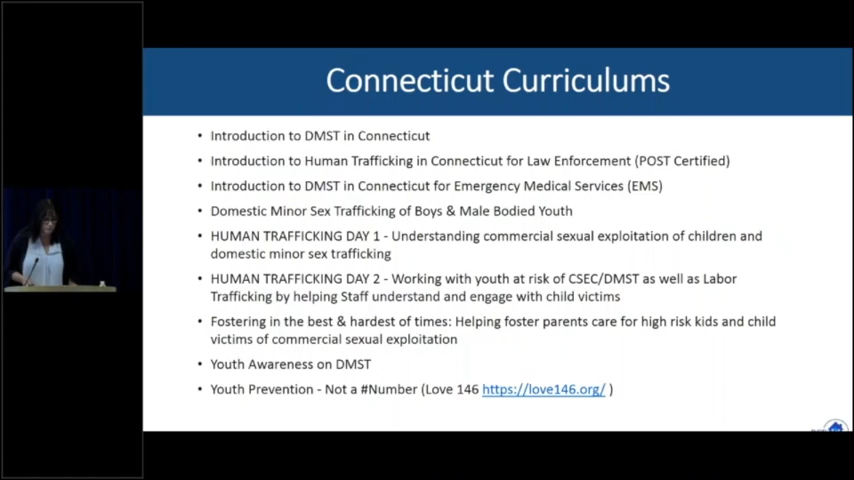 Connecticut Curriculums
• Introduction to DMST in Connecticut
• Introduction to Human Trafficking in Connecticut for Law Enforcement (POST Certified)
• Introduction to DMST in Connecticut for Emergency Medical Services (EMS)
• Domestic Minor Sex Trafficking of Boys & Male Bodied Youth
• HUMAN TRAFFICKING DAY 1 - Understanding commercial sexual exploitation of children and
domestic minor sex trafficking
• HUMAN TRAFFICKING DAY 2 - Working with youth at risk of CSEC/DMST as well as Labor
Trafficking by helping Staff understand and engage with child victims
• Fostering in the best & hardest of times: Helping foster parents care for high risk kids and child
victims of commercial sexual exploitation
• Youth Awareness on DMST
• Youth Prevention - Not a #Number (Love 146 https://love146.org/ )